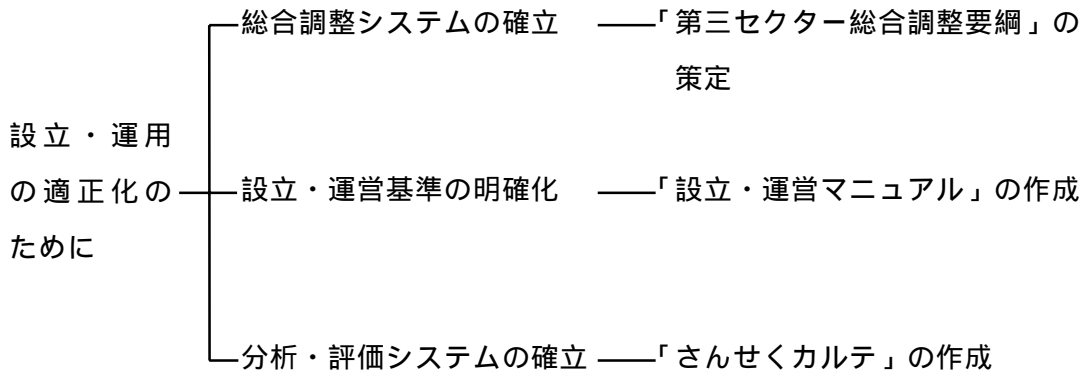 総合調整システムの確立 「第三セクター総合調整要綱」の
策定
設立・運用
の適正化の
ために
設立・運営基準の明確化 「設立・運営マニュアル」の作成
分析・評価システムの確立 「さんせくカルテ」の作成